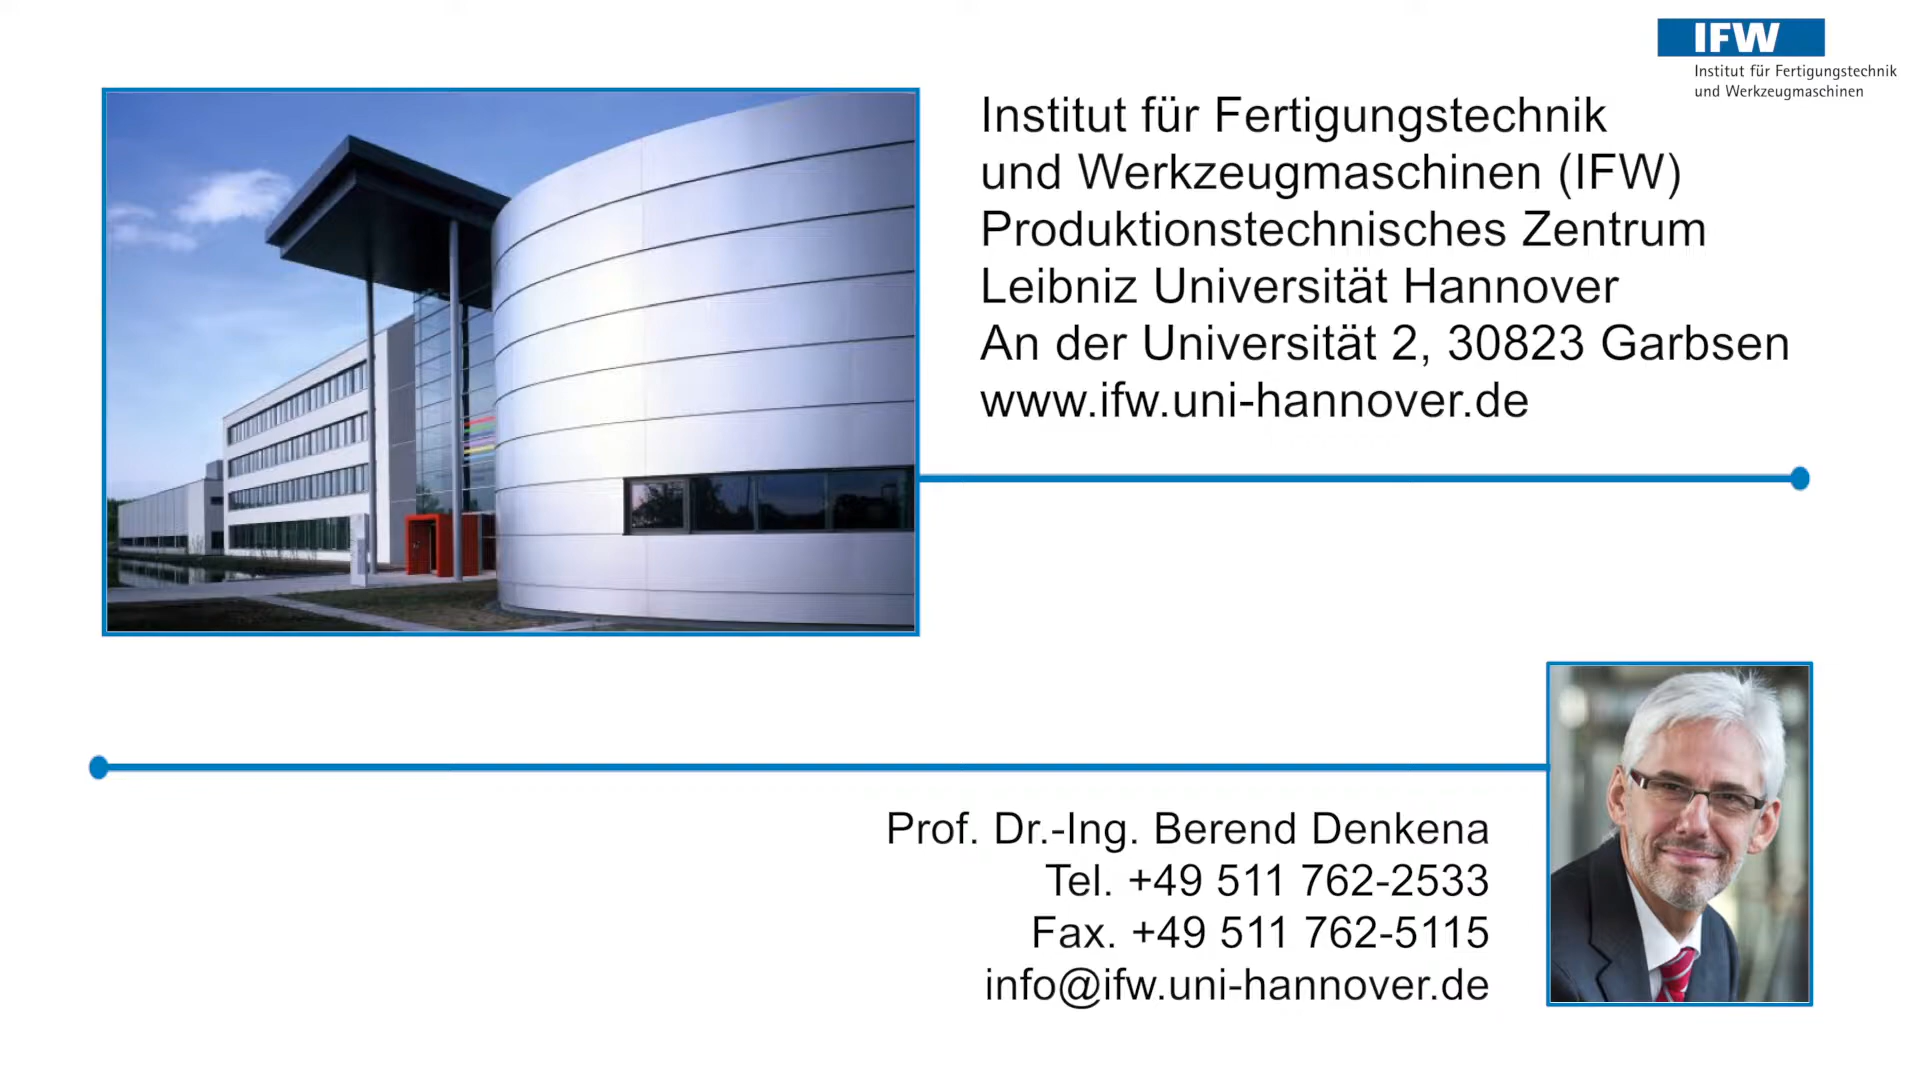 IFW
Institut für Fertigungstechnik
und Werkzeugmaschinen
Institut für Fertigungstechnik
und Werkzeugmaschinen (IFW)
Produktionstechnisches Zentrum
Leibniz Universität Hannover
An der Universität 2, 30823 Garbsen
www.ifw.uni-hannover.de
Prof. Dr.-Ing. Berend Denkena
Tel. +49 511 762-2533
Fax. +49 511 762-5115
info@ifw.uni-hannover.de